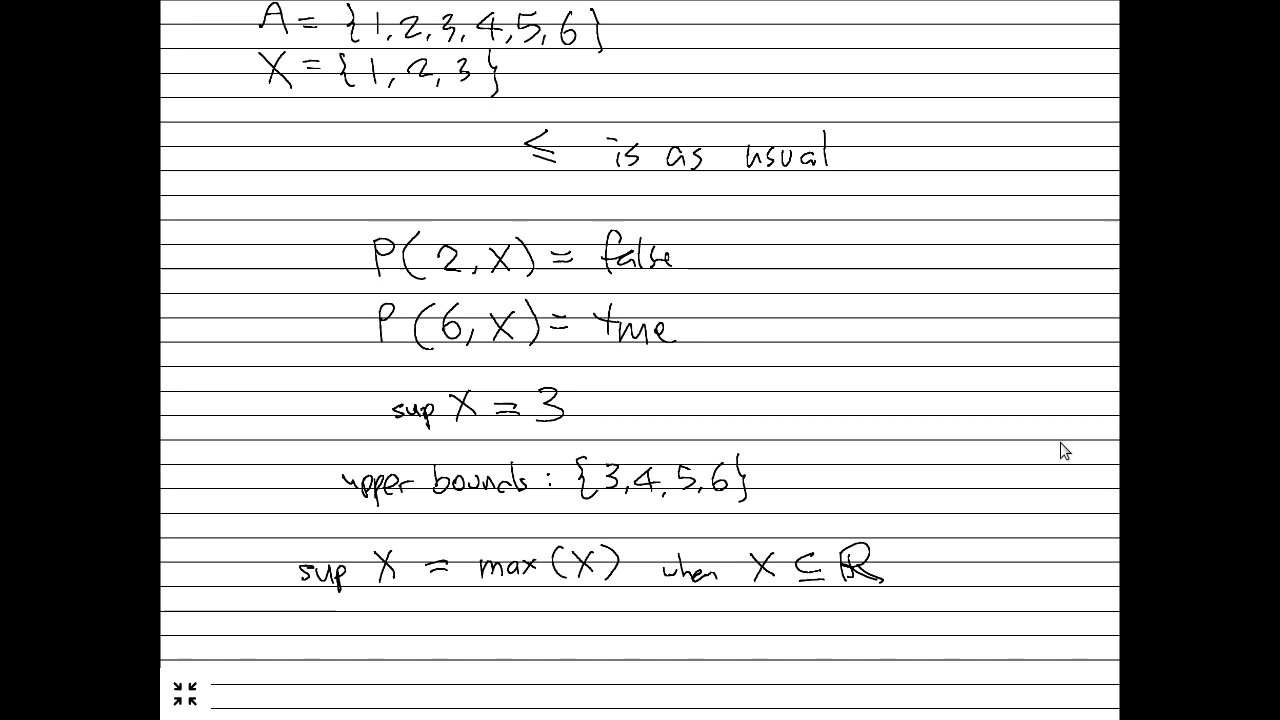 A = {1, 2, 3, 4, 5, 6}
X = {1, 2, 3}
≤ is as usual
P(2, X) = false
P(6, X) = true
sup X = 3
upper bounds : {3, 4, 5, 6}
sup X = max(X) when X ⊆ ℝ